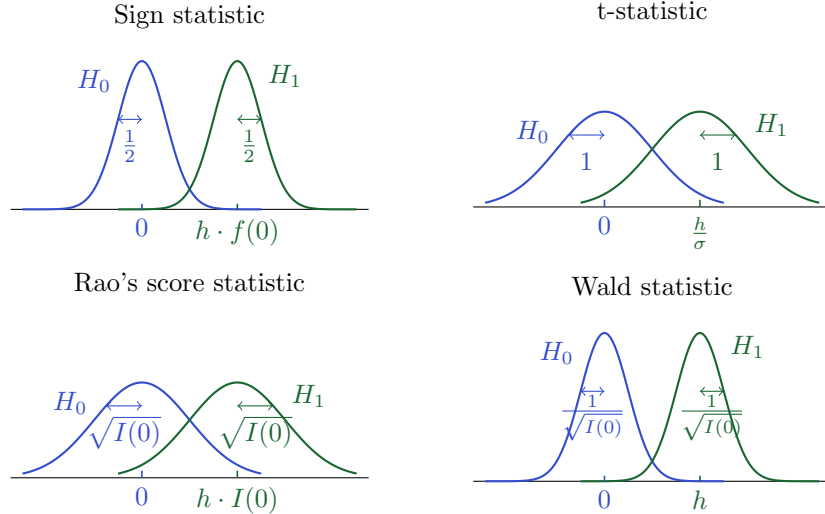 Sign statistic
H₀
H₁
1/2
1/2
0
h · f(0)
t-statistic
H₀
H₁
1
1
0
h/σ
Rao's score statistic
H₀
H₁
√I(0)
√I(0)
0
h · I(0)
Wald statistic
H₀
H₁
1/√I(0)
1/√I(0)
0
h